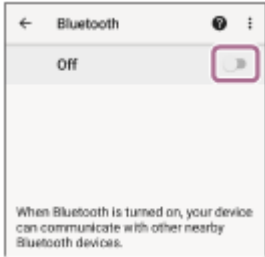 Bluetooth
Off
When Bluetooth is turned on, your device
can communicate with other nearby
Bluetooth devices.